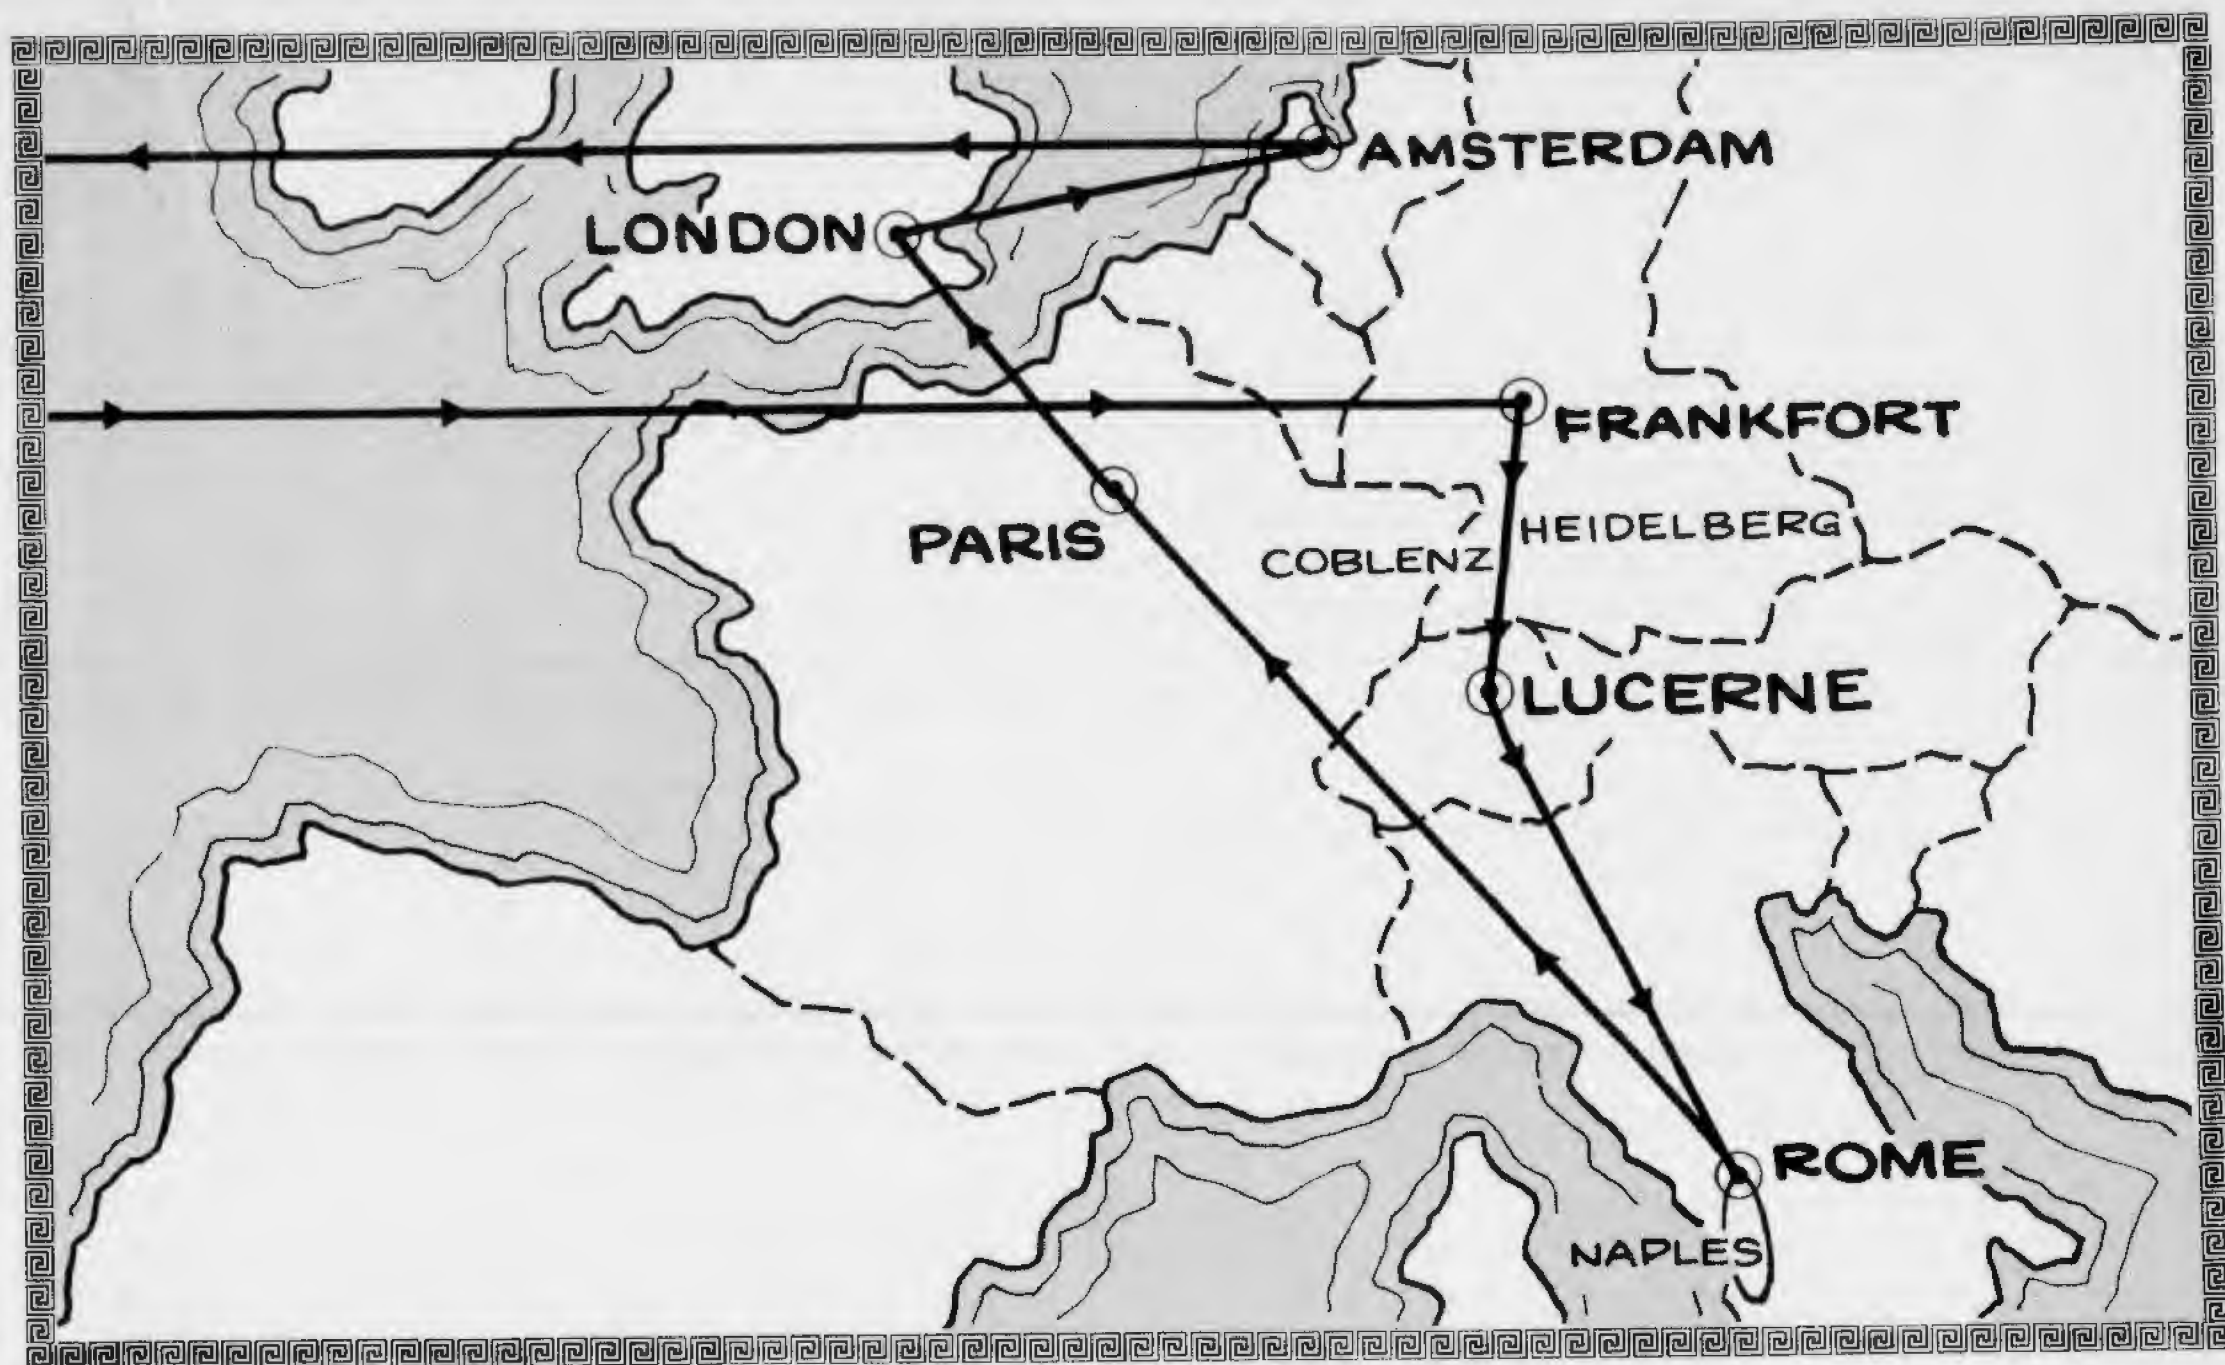 AMSTERDAM
LONDON
FRANKFORT
PARIS
HEIDELBERG
COBLENZ
LUCERNE
ROME
NAPLES